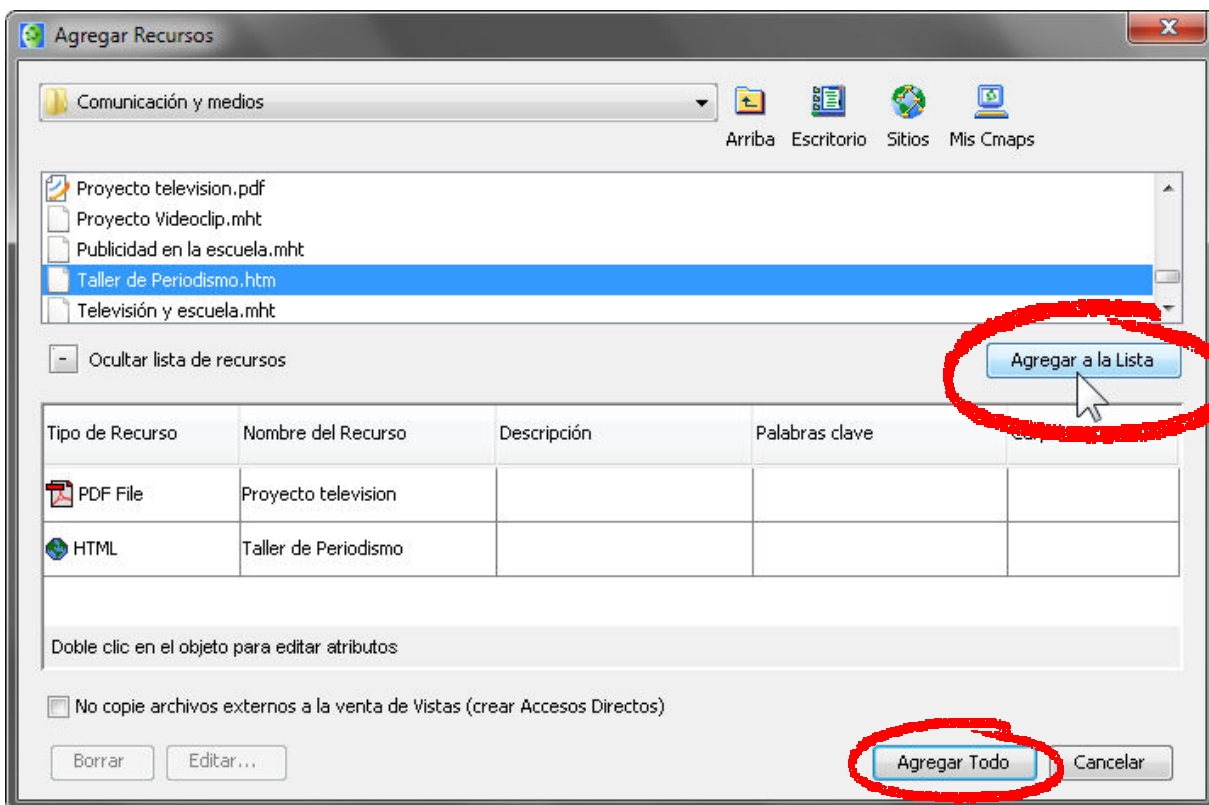 Agregar Recursos
Comunicación y medios
Arriba Escritorio Sitios Mis Cmaps
Proyecto television.pdf
Proyecto Videoclip.mht
Publicidad en la escuela.mht
Taller de Periodismo.htm
Televisión y escuela.mht
- Ocultar lista de recursos
Agregar a la Lista
Tipo de Recurso Nombre del Recurso Descripción Palabras clave
PDF File Proyecto television
HTML Taller de Periodismo
Doble clic en el objeto para editar atributos
No copie archivos externos a la venta de Vistas (crear Accesos Directos)
Borrar Editar... Agregar Todo Cancelar